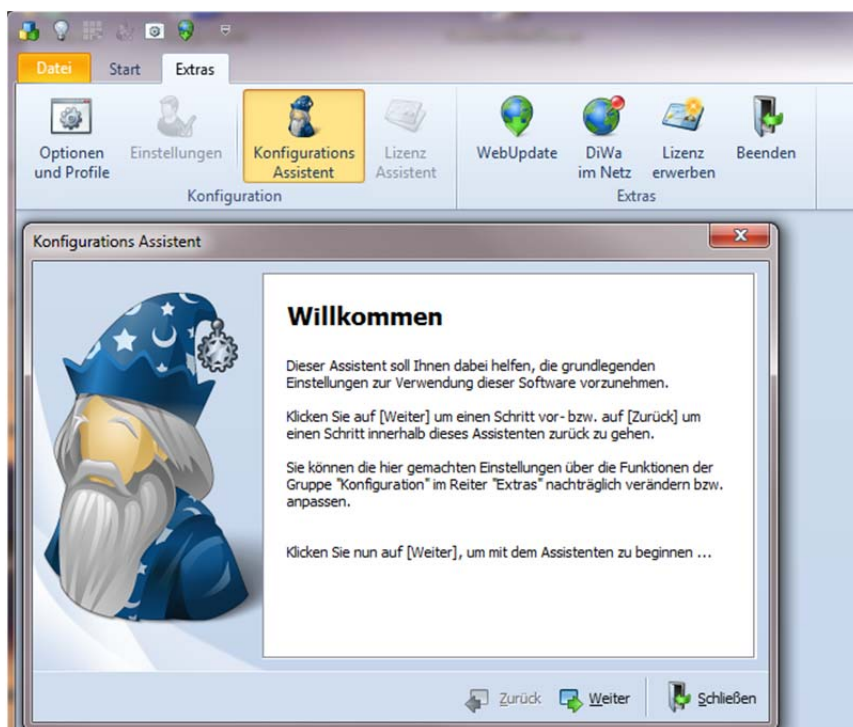 Datei Start Extras
Optionen und Profile
Einstellungen
Konfigurations Assistent
Lizenz Assistent
WebUpdate
DiWa im Netz
Lizenz erwerben
Beenden
Konfiguration
Extras
Konfigurations Assistent
Willkommen
Dieser Assistent soll Ihnen dabei helfen, die grundlegenden
Einstellungen zur Verwendung dieser Software vorzunehmen.
Klicken Sie auf [Weiter] um einen Schritt vor- bzw. auf [Zurück] um
einen Schritt innerhalb dieses Assistenten zurück zu gehen.
Sie können die hier gemachten Einstellungen über die Funktionen der
Gruppe "Konfiguration" im Reiter "Extras" nachträglich verändern bzw.
anpassen.
Klicken Sie nun auf [Weiter], um mit dem Assistenten zu beginnen ...
Zurück Weiter Schließen